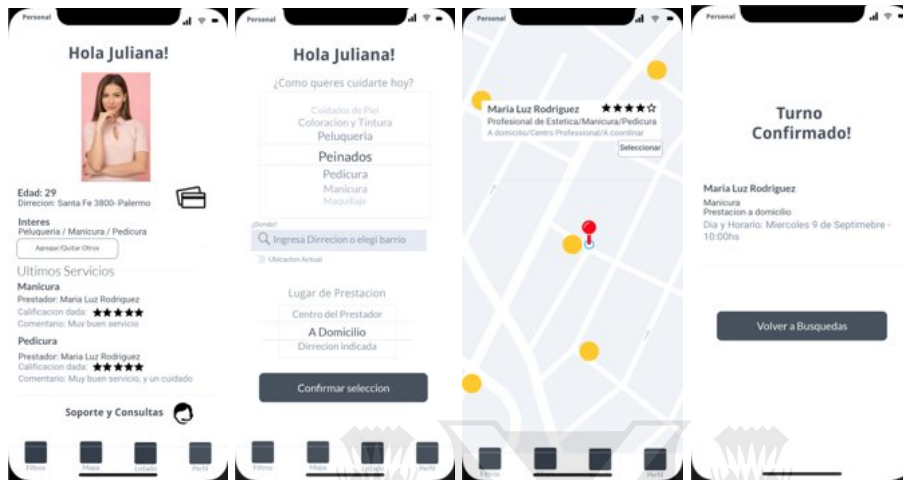 Personal
Hola Juliana!
Edad: 29
Dirrecion: Santa Fe 3800- Palermo
Interes
Peluqueria / Manicura / Pedicura
Agregar/Quitar Otros
Ultimos Servicios
Manicura
Prestador: Maria Luz Rodriguez
Calificacion dada: ★★★★★
Comentario: Muy buen servicio
Pedicura
Prestador: Maria Luz Rodriguez
Calificacion dada: ★★★★★
Comentario: Muy buen servicio, y un cuidado
Soporte y Consultas
Filtros
Mapa
Listado
Perfil
Personal
Hola Juliana!
¿Como queres cuidarte hoy?
Cuidados de Piel
Coloracion y Tintura
Peluqueria
Peinados
Pedicura
Manicura
Maquillaje
¿Donde?
Ingresa Dirrecion o elegi barrio
Ubicacion Actual
Lugar de Prestacion
Centro del Prestador
A Domicilio
Dirrecion indicada
Confirmar seleccion
Filtros
Mapa
Listado
Perfil
Personal
Maria Luz Rodriguez ★★★★☆
Profesional de Estetica/Manicura/Pedicura
A domicilio/Centro Professional/A coordinar
Seleccionar
Filtros
Perfil
Personal
Turno
Confirmado!
Maria Luz Rodriguez
Manicura
Prestacion a domicilio
Dia y Horario: Miercoles 9 de Septimebre -
10:00hs
Volver a Busquedas